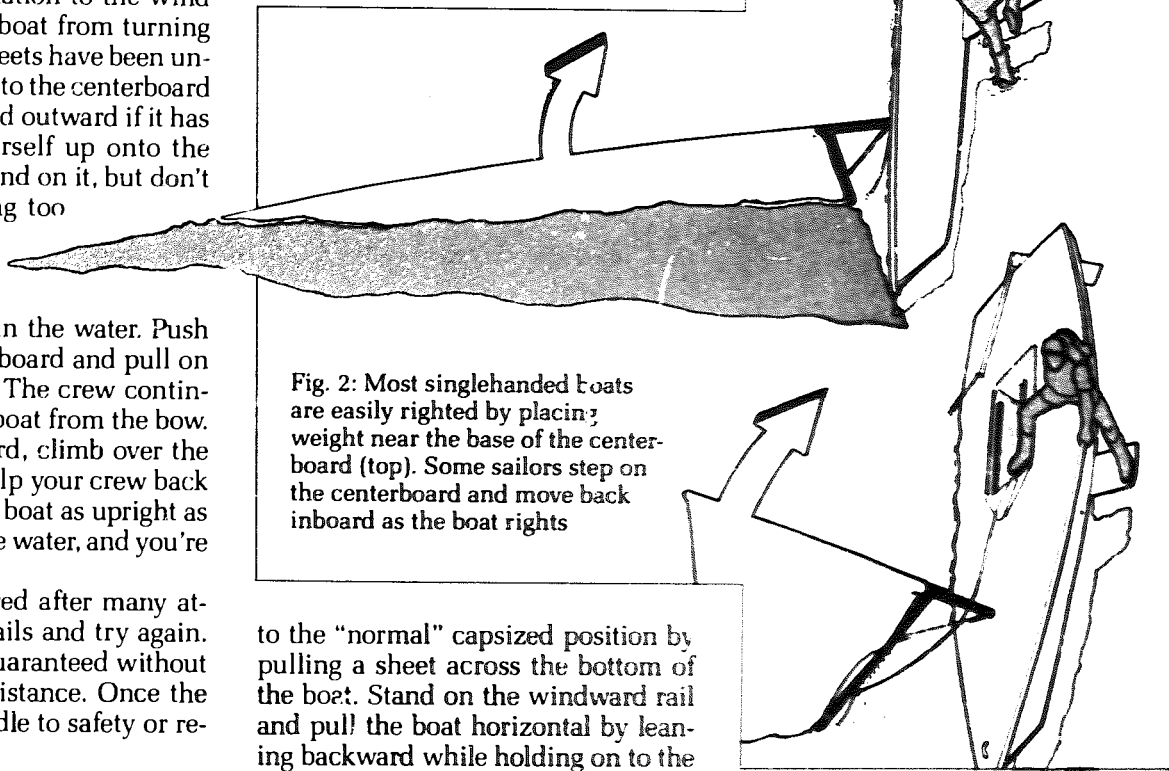 boat from turning
eets have been un-
to the centerboard
d outward if it has
rself up onto the
nd on it, but don't
g too
n the water. Push
board and pull on
The crew contin-
boat from the bow.
rd, climb over the
lp your crew back
boat as upright as
e water, and you're
ed after many at-
ails and try again.
uaranteed without
istance. Once the
dle to safety or re-
Fig. 2: Most singlehanded boats
are easily righted by placing
weight near the base of the center-
board (top). Some sailors step on
the centerboard and move back
inboard as the boat rights
to the “normal” capsized position by
pulling a sheet across the bottom of
the boat. Stand on the windward rail
and pull the boat horizontal by lean-
ing backward while holding on to the